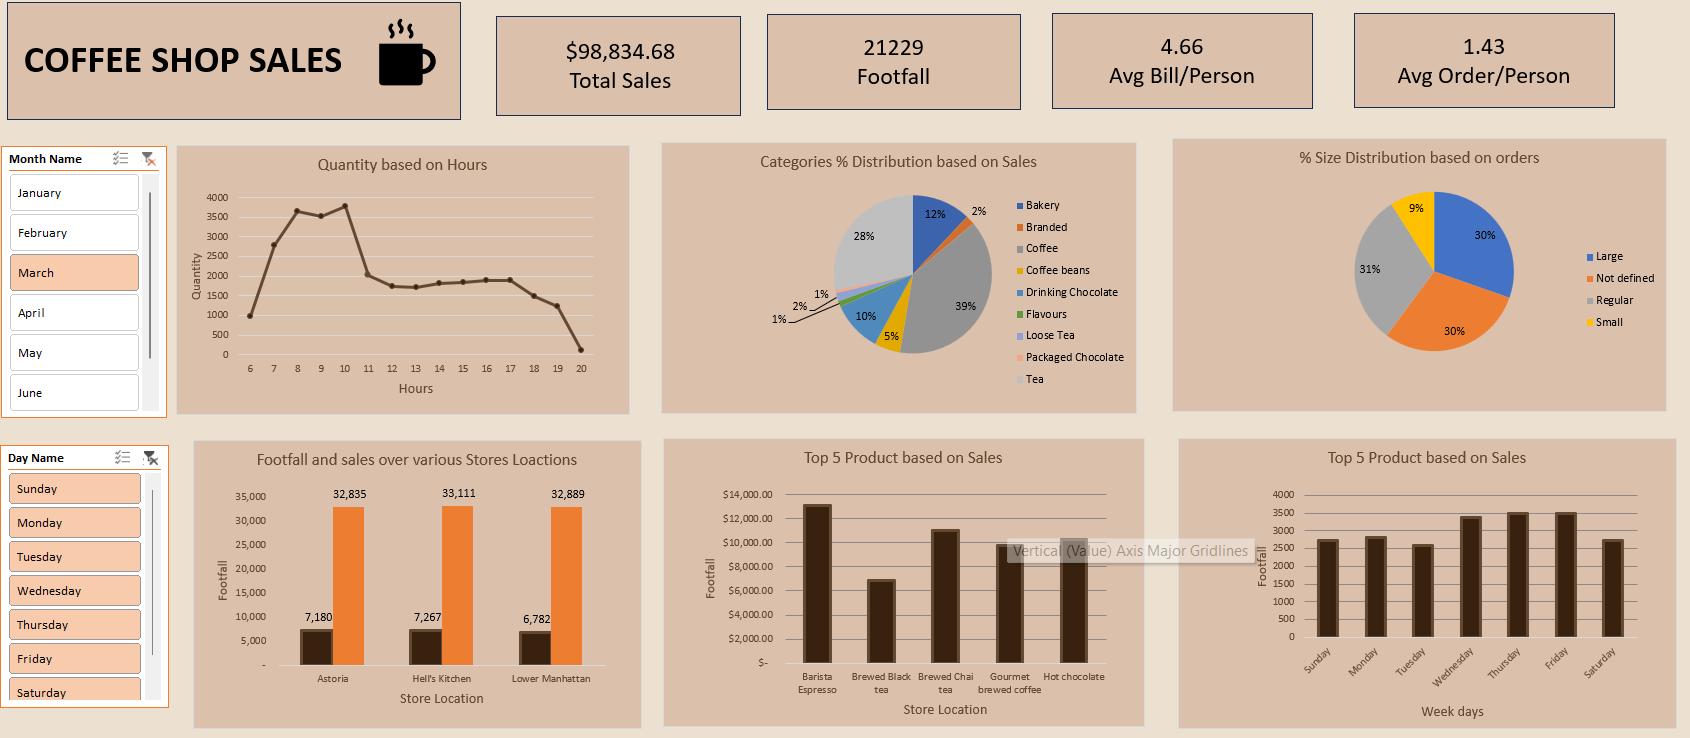 COFFEE SHOP SALES
$98,834.68
Total Sales
21229
Footfall
4.66
Avg Bill/Person
1.43
Avg Order/Person
Month Name
January
February
March
April
May
June
Quantity based on Hours
Quantity
4000
3500
3000
2500
2000
1500
1000
500
0
6 7 8 9 10 11 12 13 14 15 16 17 18 19 20
Hours
Categories % Distribution based on Sales
12%
2%
39%
5%
10%
1%
2%
1%
28%
Bakery
Branded
Coffee
Coffee beans
Drinking Chocolate
Flavours
Loose Tea
Packaged Chocolate
Tea
% Size Distribution based on orders
30%
30%
31%
9%
Large
Not defined
Regular
Small
Day Name
Sunday
Monday
Tuesday
Wednesday
Thursday
Friday
Saturday
Footfall and sales over various Stores Loactions
Footfall
35,000
30,000
25,000
20,000
15,000
10,000
5,000
-
7,180
32,835
7,267
33,111
6,782
32,889
Astoria
Hell's Kitchen
Lower Manhattan
Store Location
Top 5 Product based on Sales
Footfall
$14,000.00
$12,000.00
$10,000.00
$8,000.00
$6,000.00
$4,000.00
$2,000.00
$-
Barista
Espresso
Brewed Black
tea
Brewed Chai
tea
Gourmet
brewed coffee
Hot chocolate
Store Location
Vertical (Value) Axis Major Gridlines
Top 5 Product based on Sales
Footfall
4000
3500
3000
2500
2000
1500
1000
500
0
Sunday
Monday
Tuesday
Wednesday
Thursday
Friday
Saturday
Week days